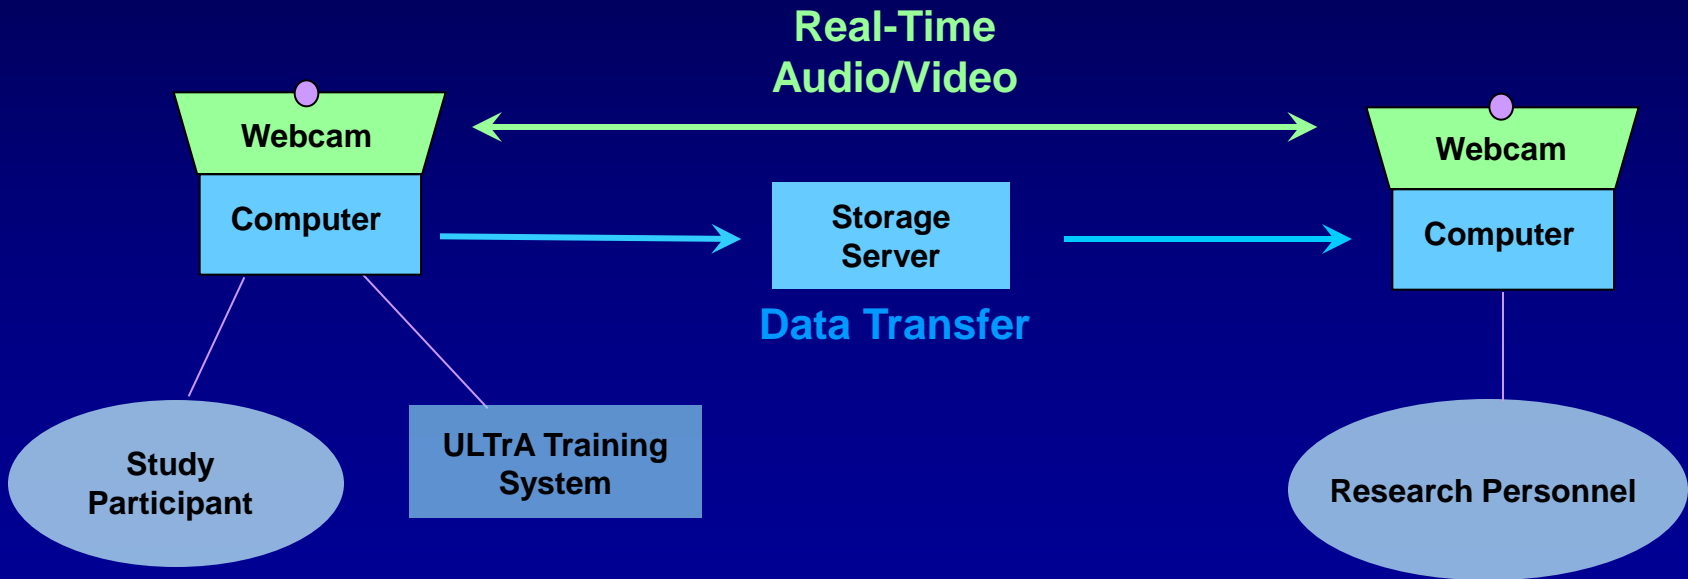 Real-Time
Audio/Video
Webcam
Webcam
Computer
Storage
Server
Computer
Data Transfer
ULTrA Training
System
Study
Participant
Research Personnel